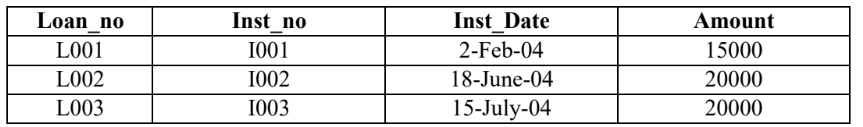 Loan_no Inst_no Inst_Date Amount
L001 I001 2-Feb-04 15000
L002 I002 18-June-04 20000
L003 I003 15-July-04 20000